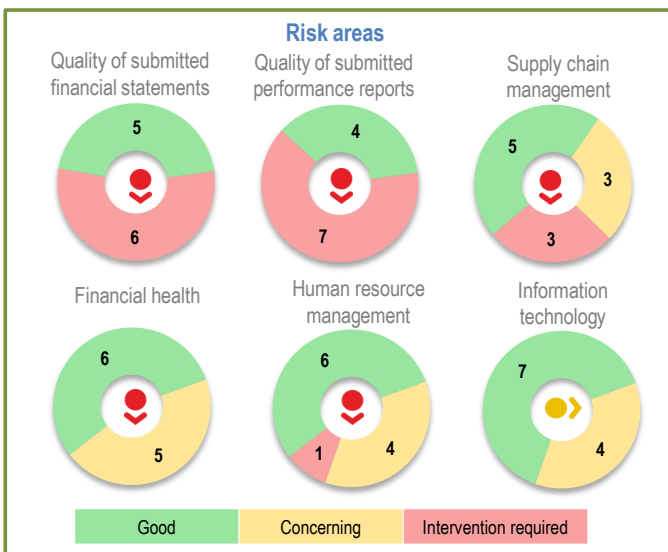 Risk areas
Quality of submitted
financial statements
5
6
Quality of submitted
performance reports
4
7
Supply chain
management
5
3
3
Financial health
6
5
Human resource
management
6
4
1
Information
technology
7
4
Good
Concerning
Intervention required